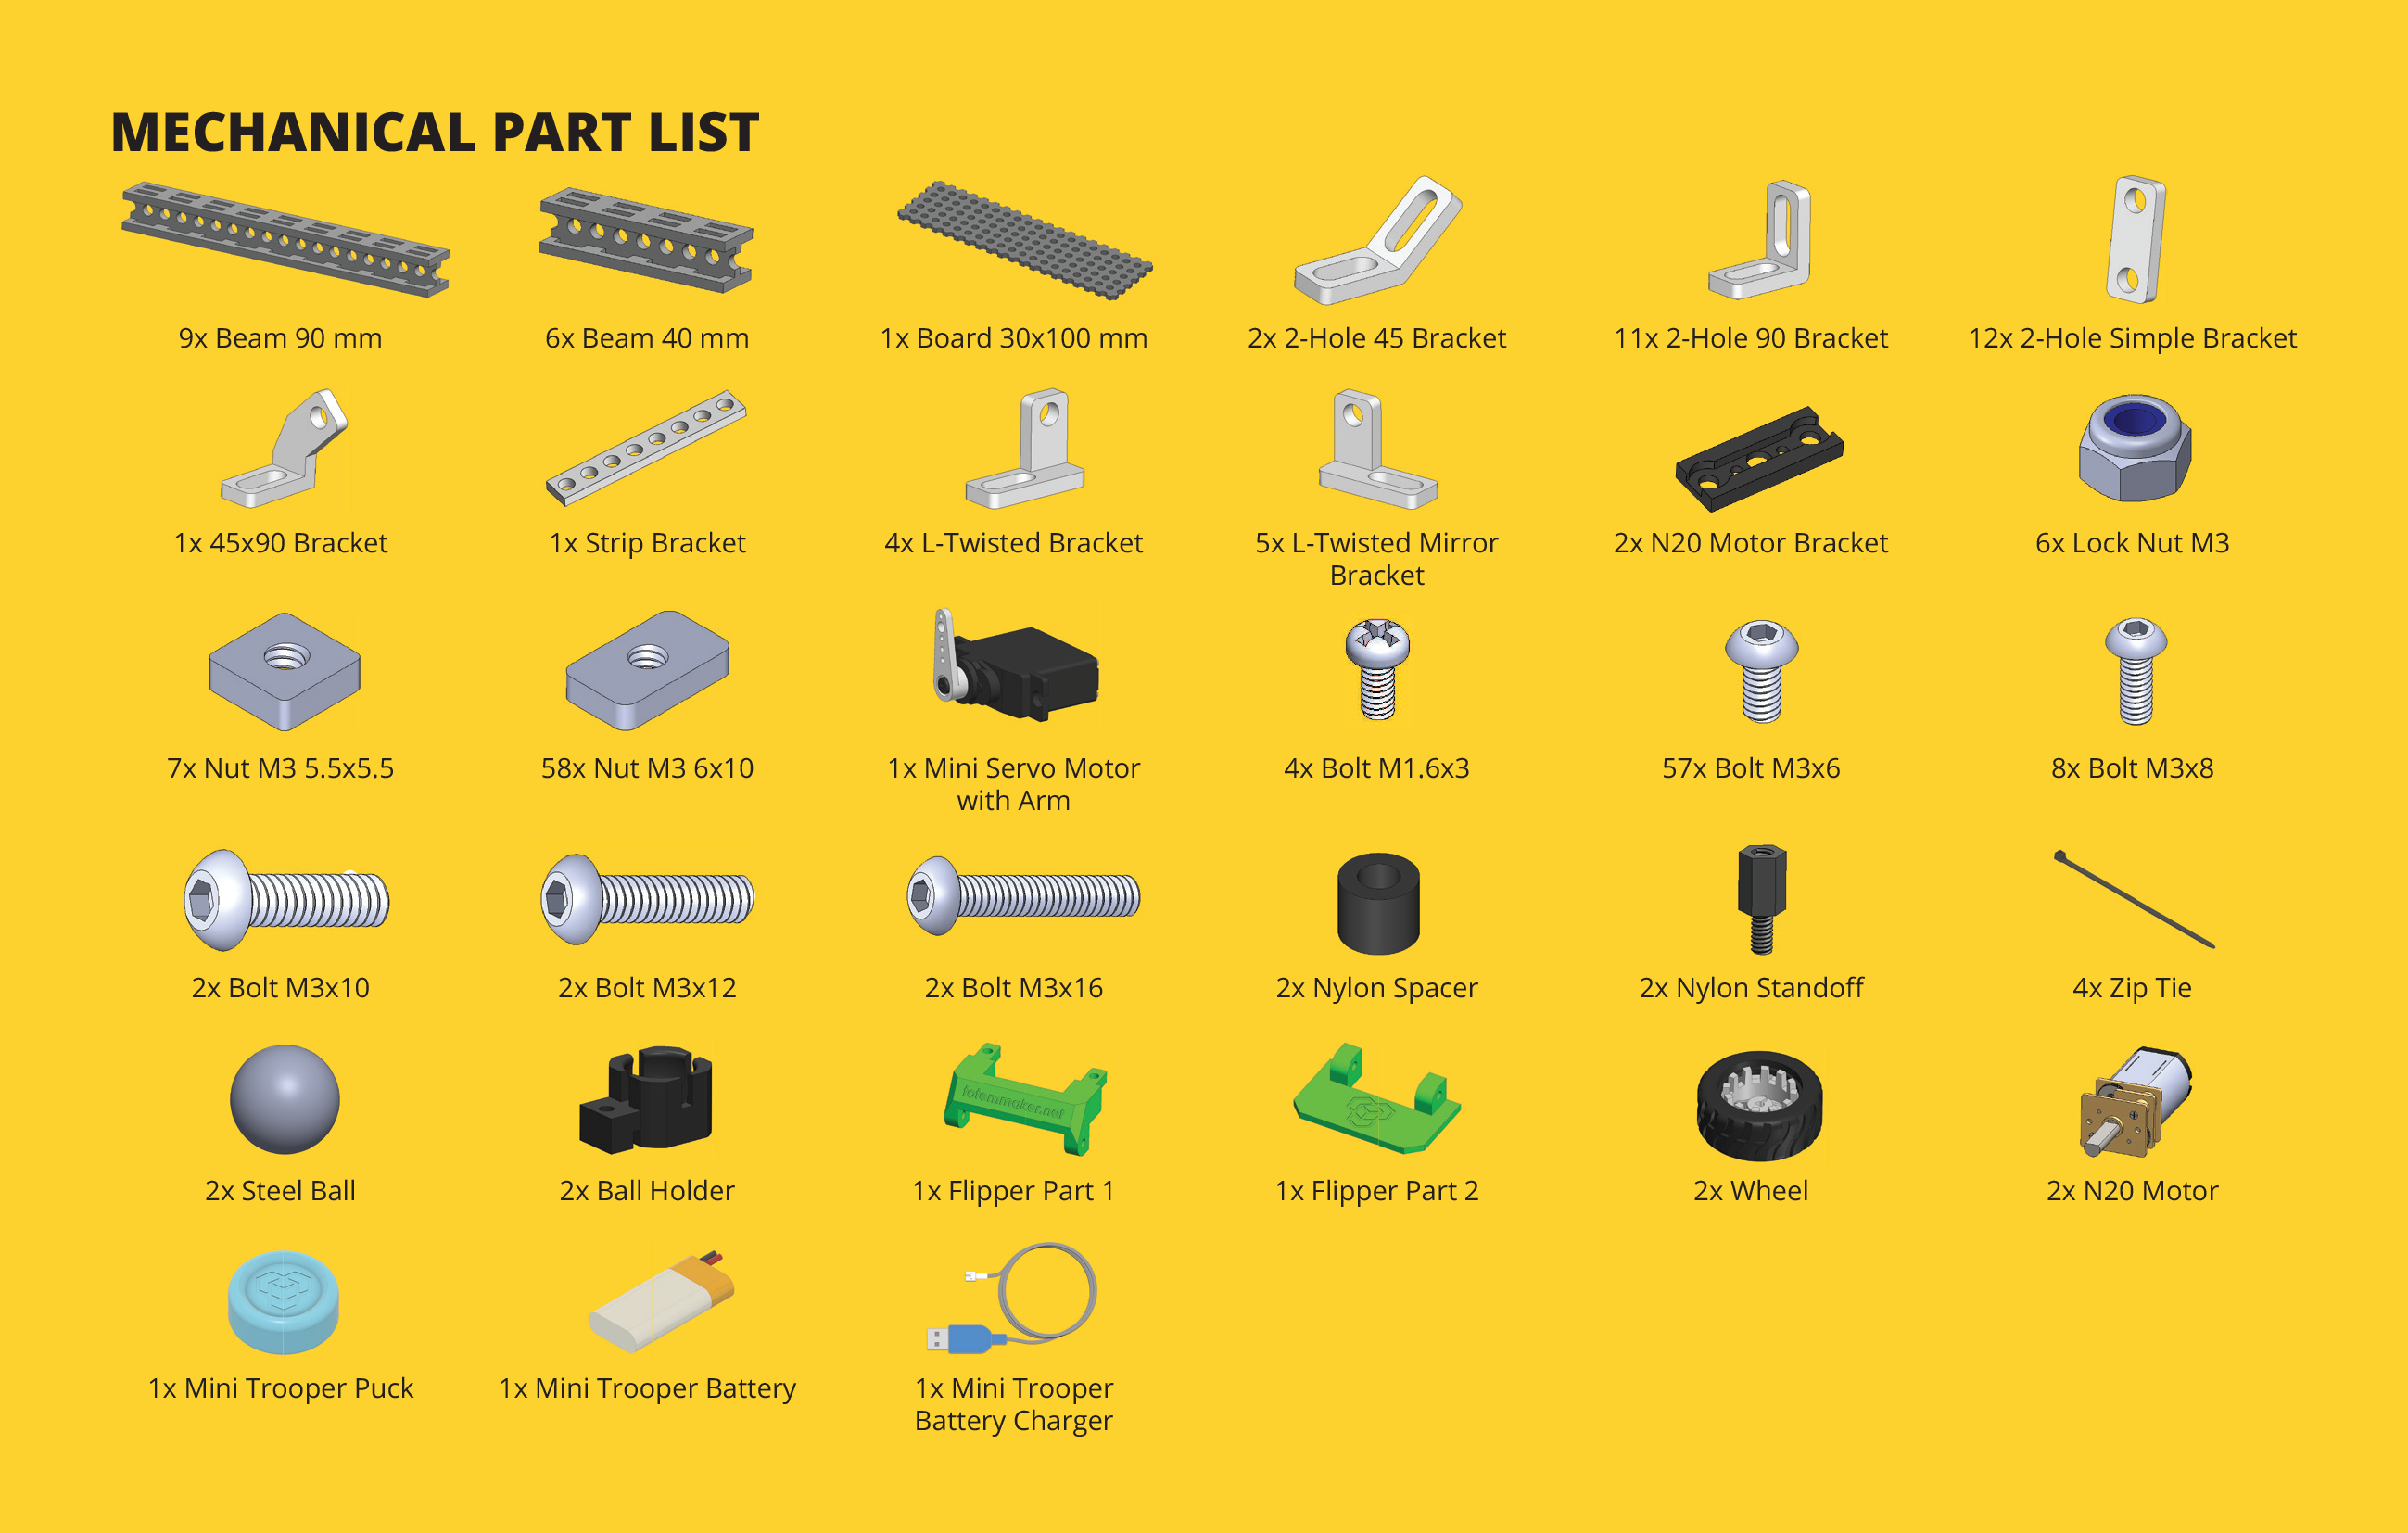 MECHANICAL PART LIST
9x Beam 90 mm
6x Beam 40 mm
1x Board 30x100 mm
2x 2-Hole 45 Bracket
11x 2-Hole 90 Bracket
12x 2-Hole Simple Bracket
1x 45x90 Bracket
1x Strip Bracket
4x L-Twisted Bracket
5x L-Twisted Mirror
Bracket
2x N20 Motor Bracket
6x Lock Nut M3
7x Nut M3 5.5x5.5
58x Nut M3 6x10
1x Mini Servo Motor
with Arm
4x Bolt M1.6x3
57x Bolt M3x6
8x Bolt M3x8
2x Bolt M3x10
2x Bolt M3x12
2x Bolt M3x16
2x Nylon Spacer
2x Nylon Standoff
4x Zip Tie
totemmaker.net
2x Steel Ball
2x Ball Holder
1x Flipper Part 1
1x Flipper Part 2
2x Wheel
2x N20 Motor
1x Mini Trooper Puck
1x Mini Trooper Battery
1x Mini Trooper
Battery Charger